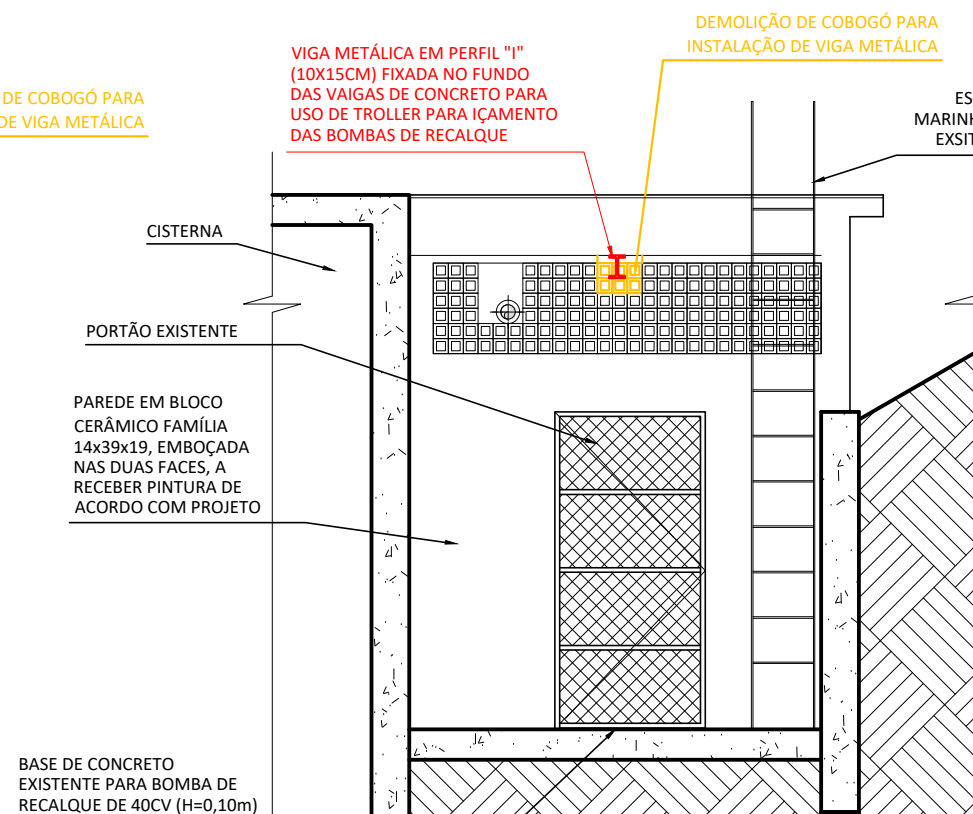 DEMOLIÇÃO DE COBOGÓ PARA
INSTALAÇÃO DE VIGA METÁLICA
VIGA METÁLICA EM PERFIL "I"
(10X15CM) FIXADA NO FUNDO
DAS VAIGAS DE CONCRETO PARA
USO DE TROLLER PARA IÇAMENTO
DAS BOMBAS DE RECALQUE
DE COBOGÓ PARA
DE VIGA METÁLICA
ES
MARINH
EXSIT
CISTERNA
PORTÃO EXISTENTE
PAREDE EM BLOCO
CERÂMICO FAMÍLIA
14x39x19, EMBOÇADA
NAS DUAS FACES, A
RECEBER PINTURA DE
ACORDO COM PROJETO
BASE DE CONCRETO
EXISTENTE PARA BOMBA DE
RECALQUE DE 40CV (H=0,10m)